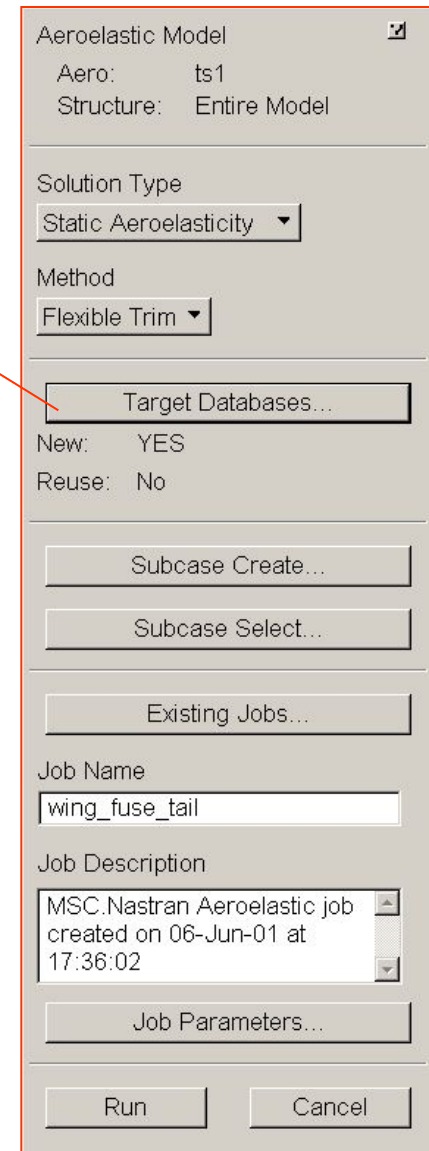 Aeroelastic Model
Aero: ts1
Structure: Entire Model
Solution Type
Static Aeroelasticity
Method
Flexible Trim
Target Databases...
New: YES
Reuse: No
Subcase Create...
Subcase Select...
Existing Jobs...
Job Name
wing_fuse_tail
Job Description
MSC.Nastran Aeroelastic job
created on 06-Jun-01 at
17:36:02
Job Parameters...
Run Cancel